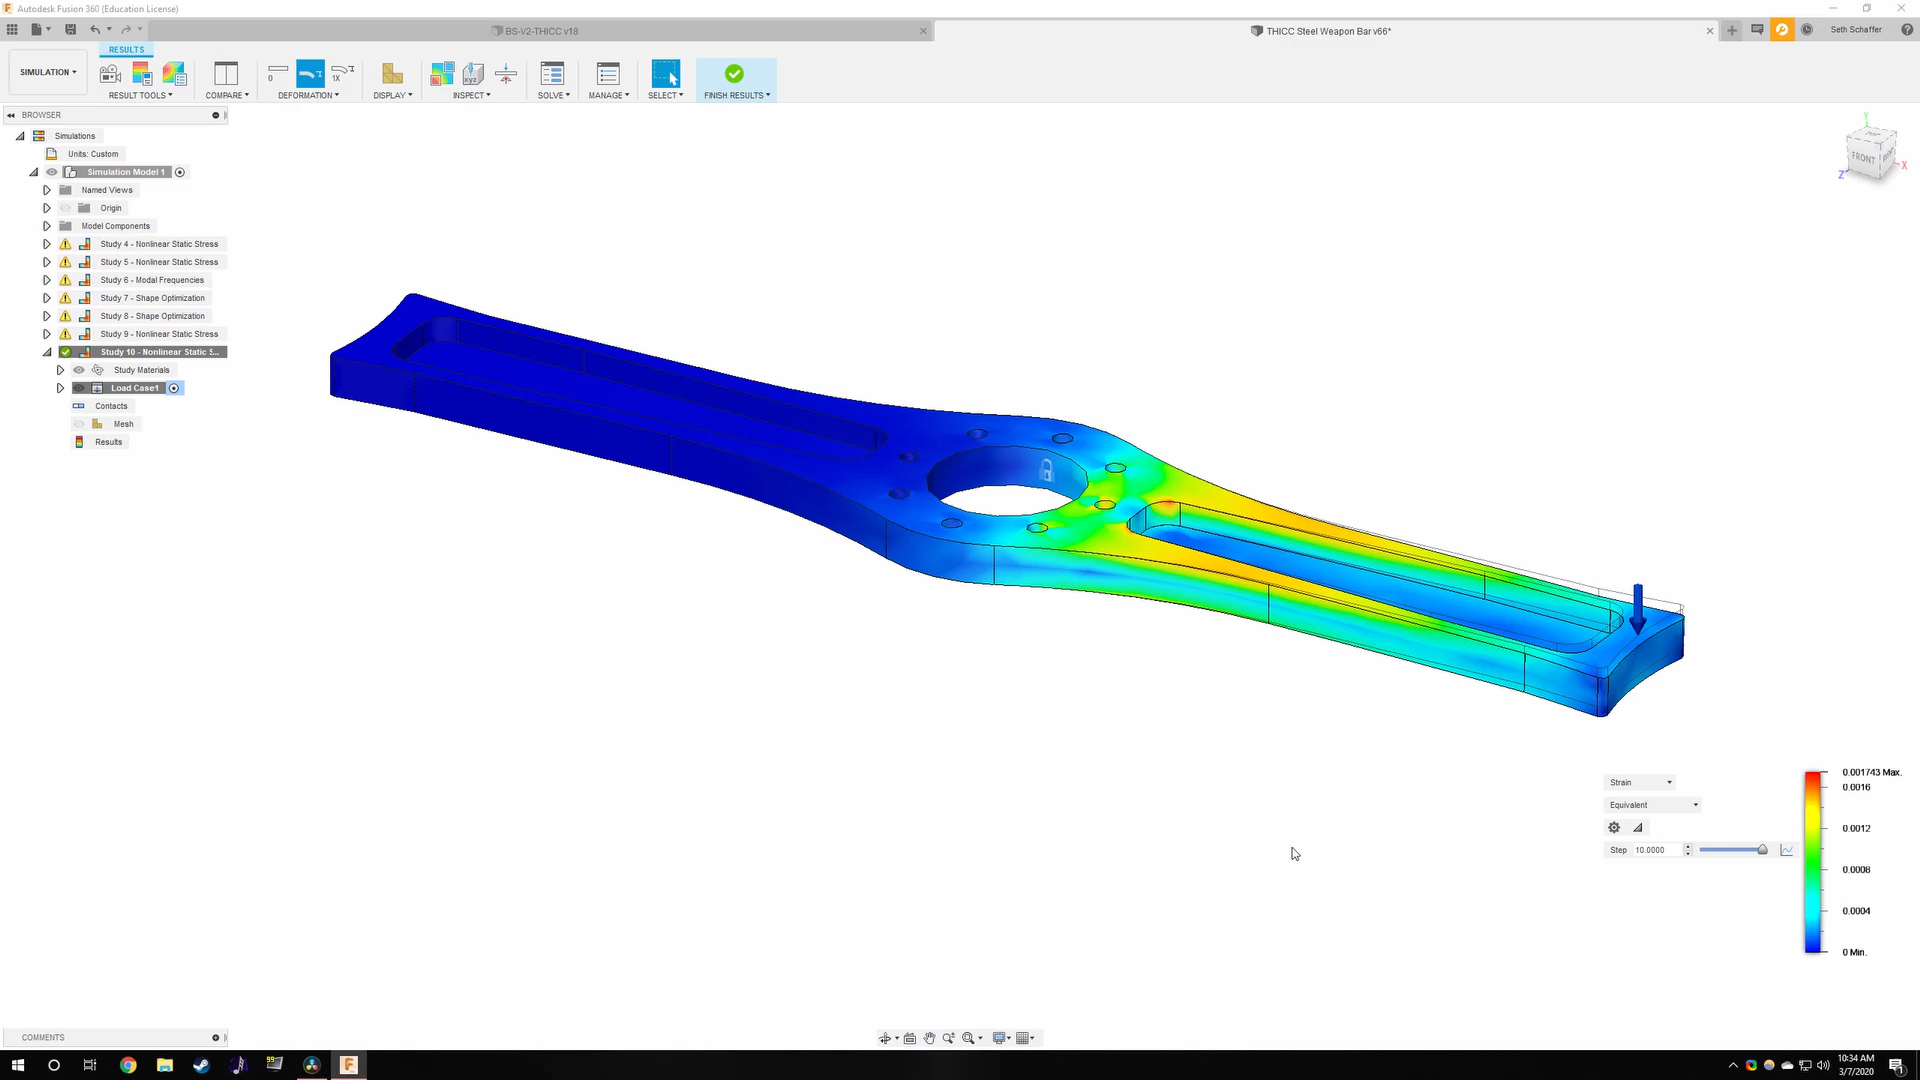 Autodesk Fusion 360 (Education License)
BS-V2-THICC v18
THICC Steel Weapon Bar v66*
Seth Schaffer
RESULTS
SIMULATION
RESULT TOOLS
COMPARE
DEFORMATION
DISPLAY
INSPECT
SOLVE
MANAGE
SELECT
FINISH RESULTS
BROWSER
Simulations
Units: Custom
Simulation Model 1
Named Views
Origin
Model Components
Study 4 - Nonlinear Static Stress
Study 5 - Nonlinear Static Stress
Study 6 - Modal Frequencies
Study 7 - Shape Optimization
Study 8 - Shape Optimization
Study 9 - Nonlinear Static Stress
Study 10 - Nonlinear Static S...
Study Materials
Load Case1
Contacts
Mesh
Results
Y
TOP
FRONT
RIGHT
X
Z
Strain
Equivalent
Step 10.0000
0.001743 Max.
0.0016
0.0012
0.0008
0.0004
0 Min.
COMMENTS
10:34 AM
3/7/2020